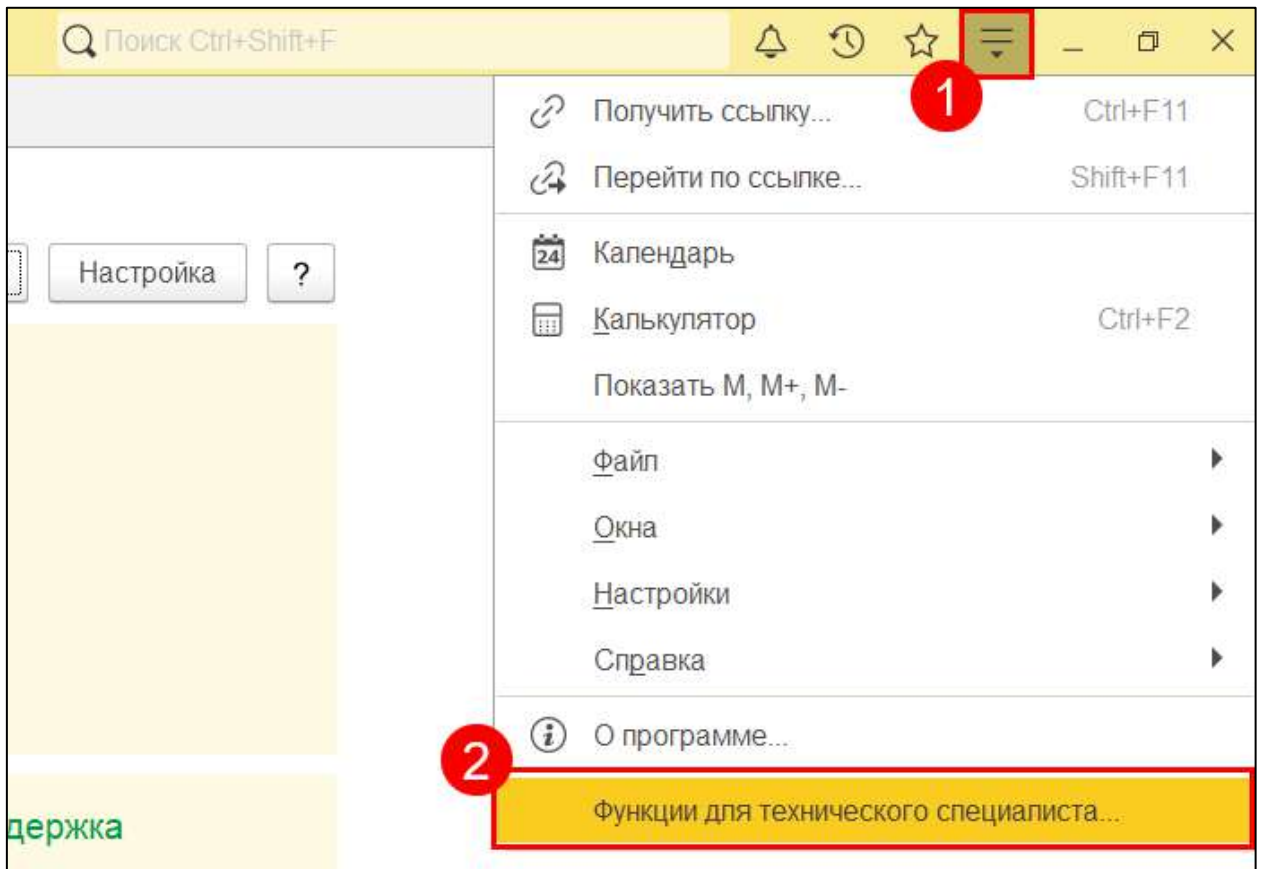 Поиск Ctrl+Shift+F
1
Получить ссылку... Ctrl+F11
Перейти по ссылке... Shift+F11
Настройка ?
24 Календарь
Калькулятор Ctrl+F2
Показать M, M+, M-
Файл
Окна
Настройки
Справка
i О программе...
2
Функции для технического специалиста...
держка